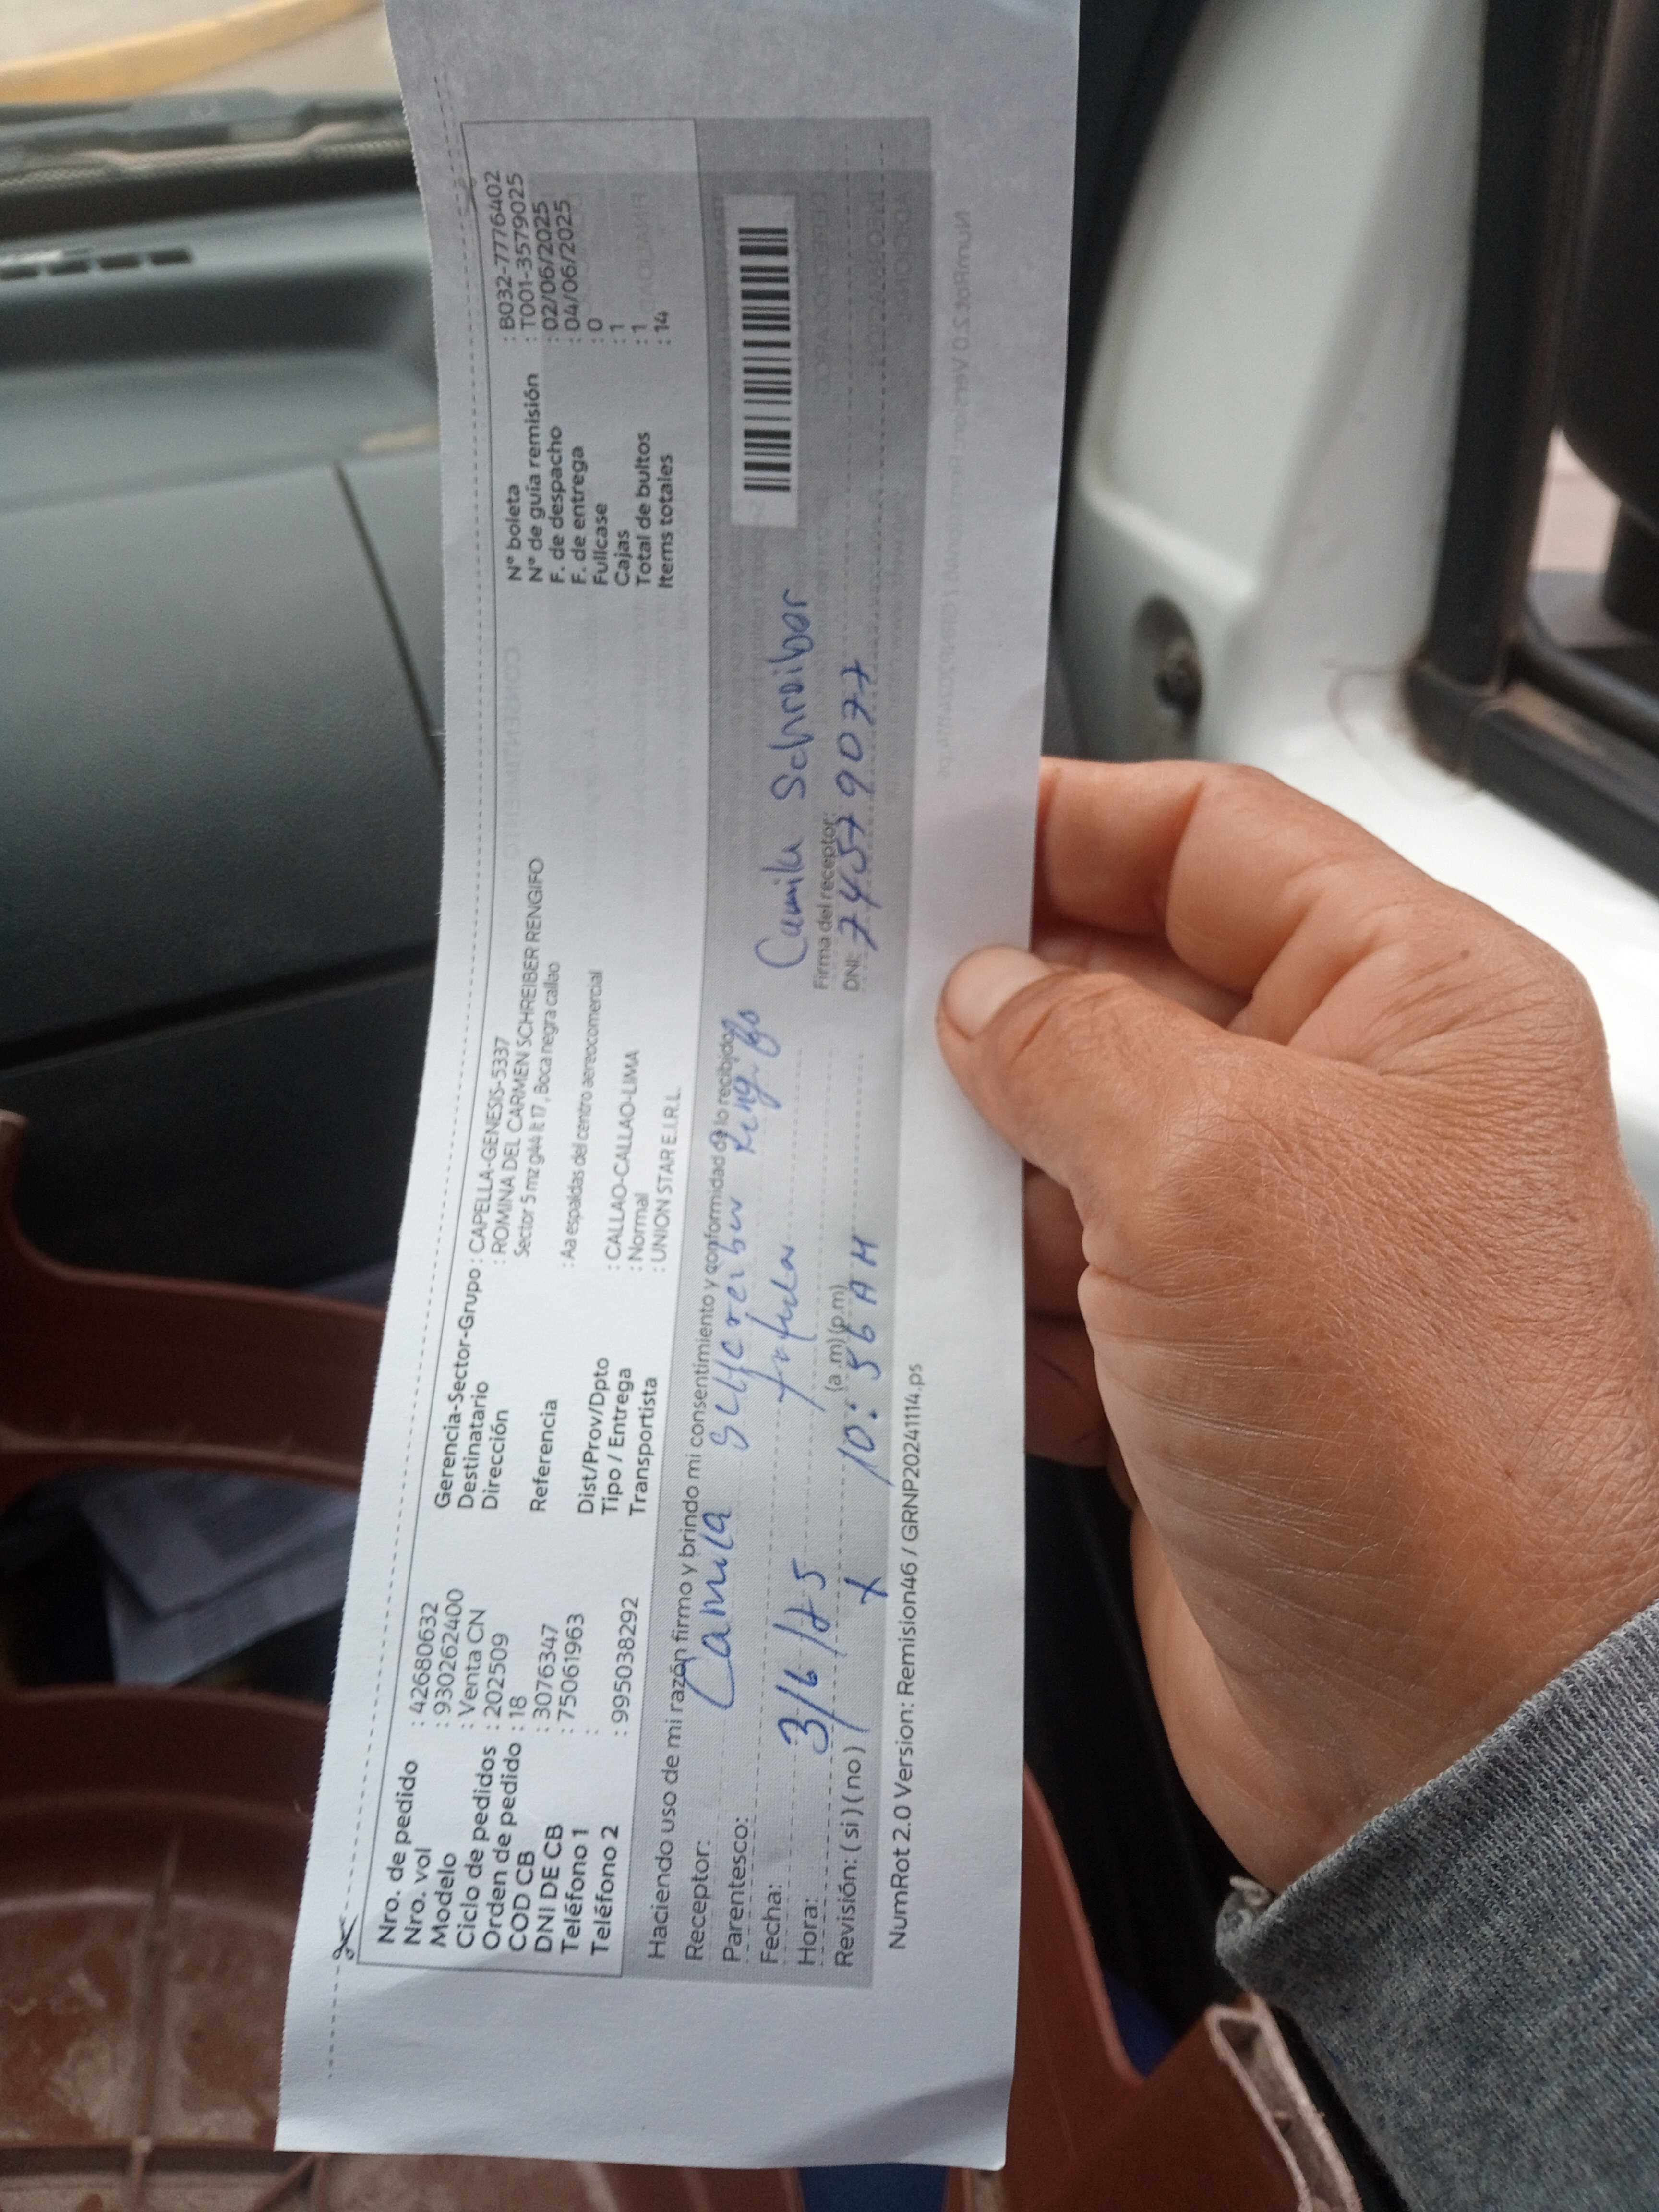 Nro. de pedido : 42680632
Nro. vol : 930262400
Modelo : Venta CN
Ciclo de pedidos : 202509
Orden de pedido : 18
COD CB : 3076347
DNI DE CB : 75061963
Teléfono 1 :
Teléfono 2 : 995038292
Gerencia-Sector-Grupo : CAPELLA-GENESIS-5337
Destinatario : ROMINA DEL CARMEN SCHREIBER RENGIFO
Dirección Sector 5 mz g44 lt 17, Boca negra callao
Referencia : Aa espaldas del centro aereocomercial
Dist/Prov/Dpto : CALLAO-CALLAO-LIMA
Tipo / Entrega : Normal
Transportista : UNION STAR E.I.R.L.
N° boleta : B032-7776402
N° de guía remisión : T001-3579025
F. de despacho : 02/06/2025
F. de entrega : 04/06/2025
Fullcase : 0
Cajas : 1
Total de bultos : 1
Items totales : 14
Haciendo uso de mi razón firmo y brindo mi consentimiento y conformidad de lo recibido
Receptor: Camila Schereiber Rengifo
Parentesco:
Fecha: 3/6/25
Hora: 10:56 AM (a.m) (p.m)
Revisión: ( si ) ( no ) x
Camila Schreiber
Firma del receptor:
DNI: 74579077
NumRot 2.0 Version: Remision46 / GRNP20241114.ps